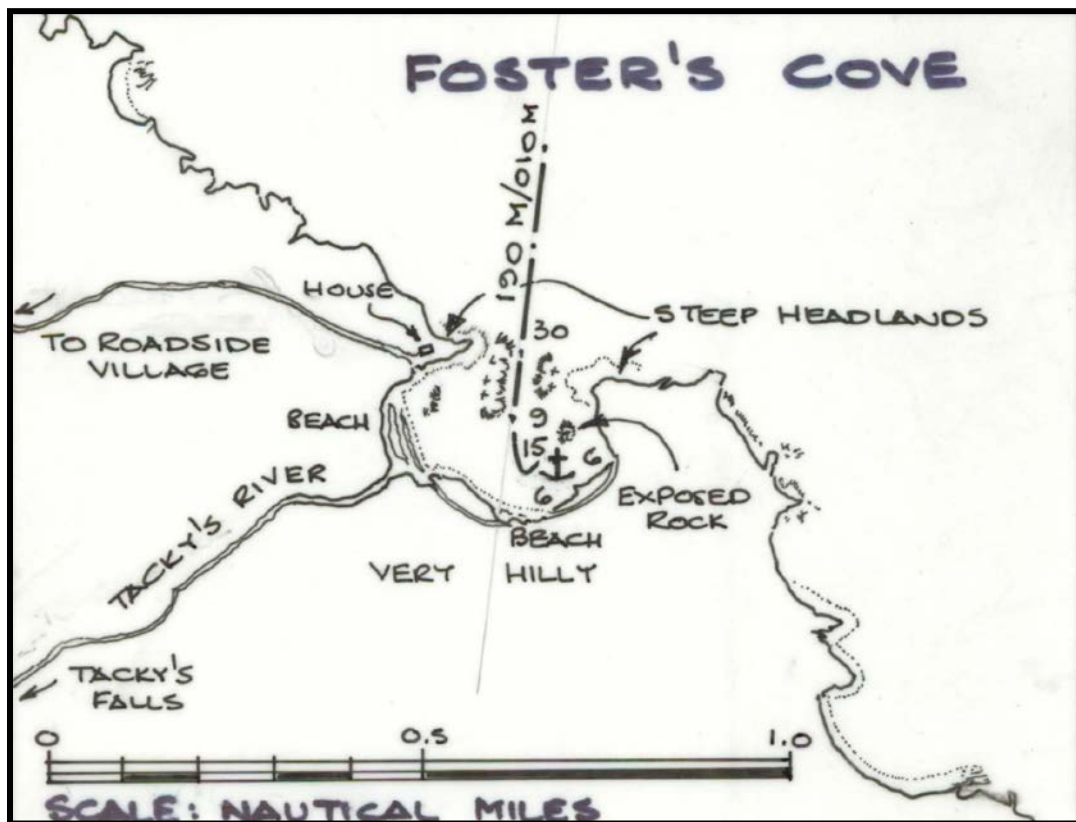 FOSTER'S COVE
190 M/010M
HOUSE
30
STEEP HEADLANDS
TO ROADSIDE
VILLAGE
BEACH
9
15
6
6
EXPOSED
ROCK
TACKY'S RIVER
BEACH
VERY HILLY
TACKY'S
FALLS
0 0.5 1.0
SCALE: NAUTICAL MILES